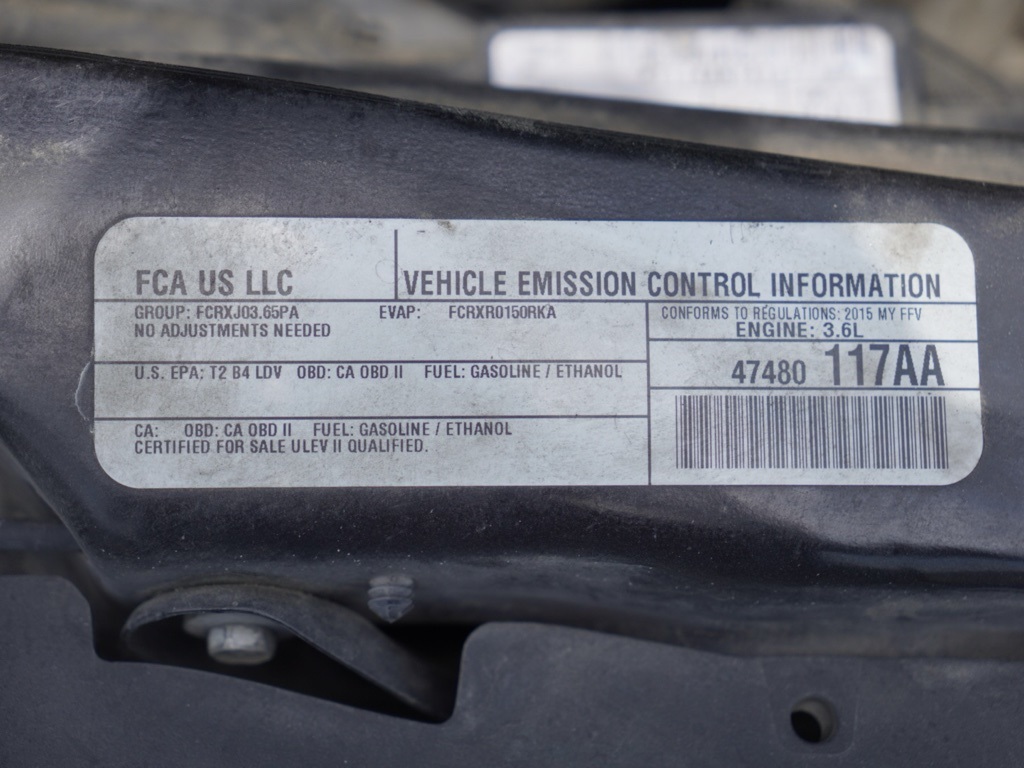 FCA US LLC
VEHICLE EMISSION CONTROL INFORMATION
GROUP: FCRXJ03.65PA EVAP: FCRXR0150RKA
NO ADJUSTMENTS NEEDED
CONFORMS TO REGULATIONS: 2015 MY FFV
ENGINE: 3.6L
U.S. EPA: T2 B4 LDV OBD: CA OBD II FUEL: GASOLINE / ETHANOL
47480 117AA
CA: OBD: CA OBD II FUEL: GASOLINE / ETHANOL
CERTIFIED FOR SALE ULEV II QUALIFIED.